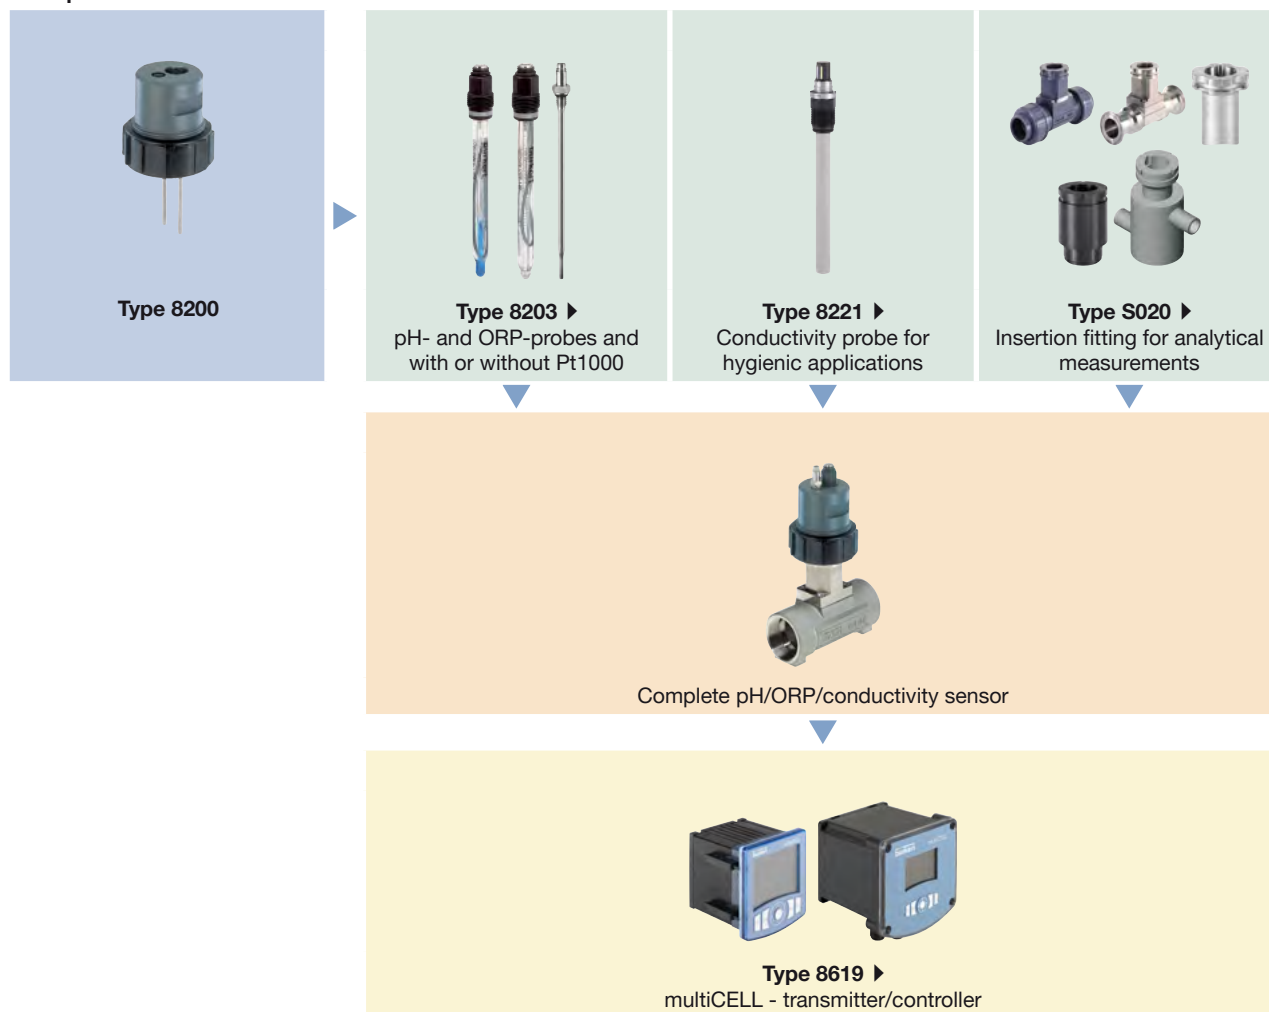 Type 8200
Type 8203
pH- and ORP-probes and
with or without Pt1000
Type 8221
Conductivity probe for
hygienic applications
Type S020
Insertion fitting for analytical
measurements
Complete pH/ORP/conductivity sensor
Type 8619
multiCELL - transmitter/controller